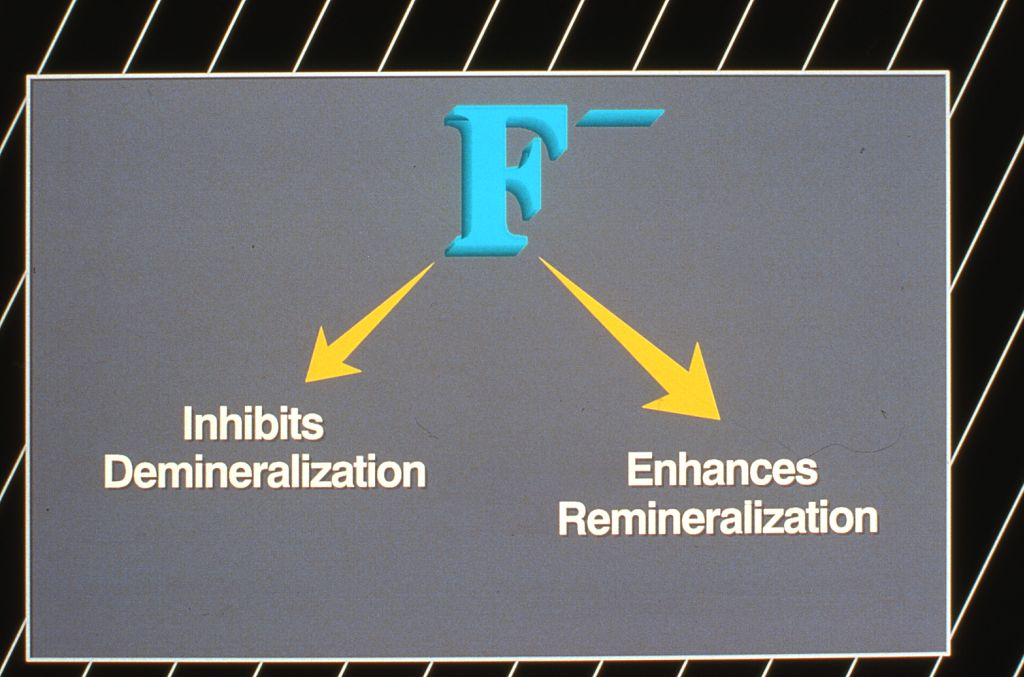 F⁻
Inhibits
Demineralization
Enhances
Remineralization